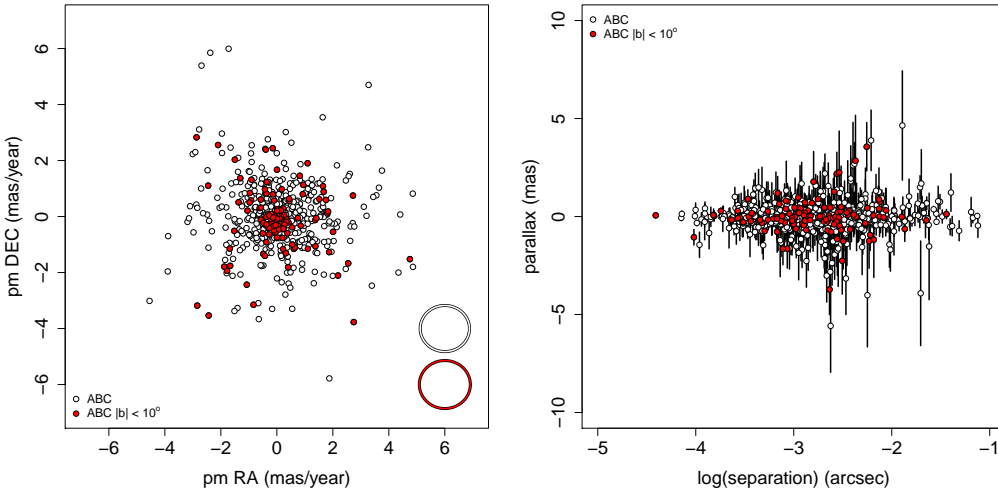 ABC
ABC |b| < 10°
6
4
2
0
−2
−4
−6
pm DEC (mas/year)
−6 −4 −2 0 2 4 6
pm RA (mas/year)
ABC
ABC |b| < 10°
10
5
0
−5
−10
parallax (mas)
−5 −4 −3 −2 −1
log(separation) (arcsec)